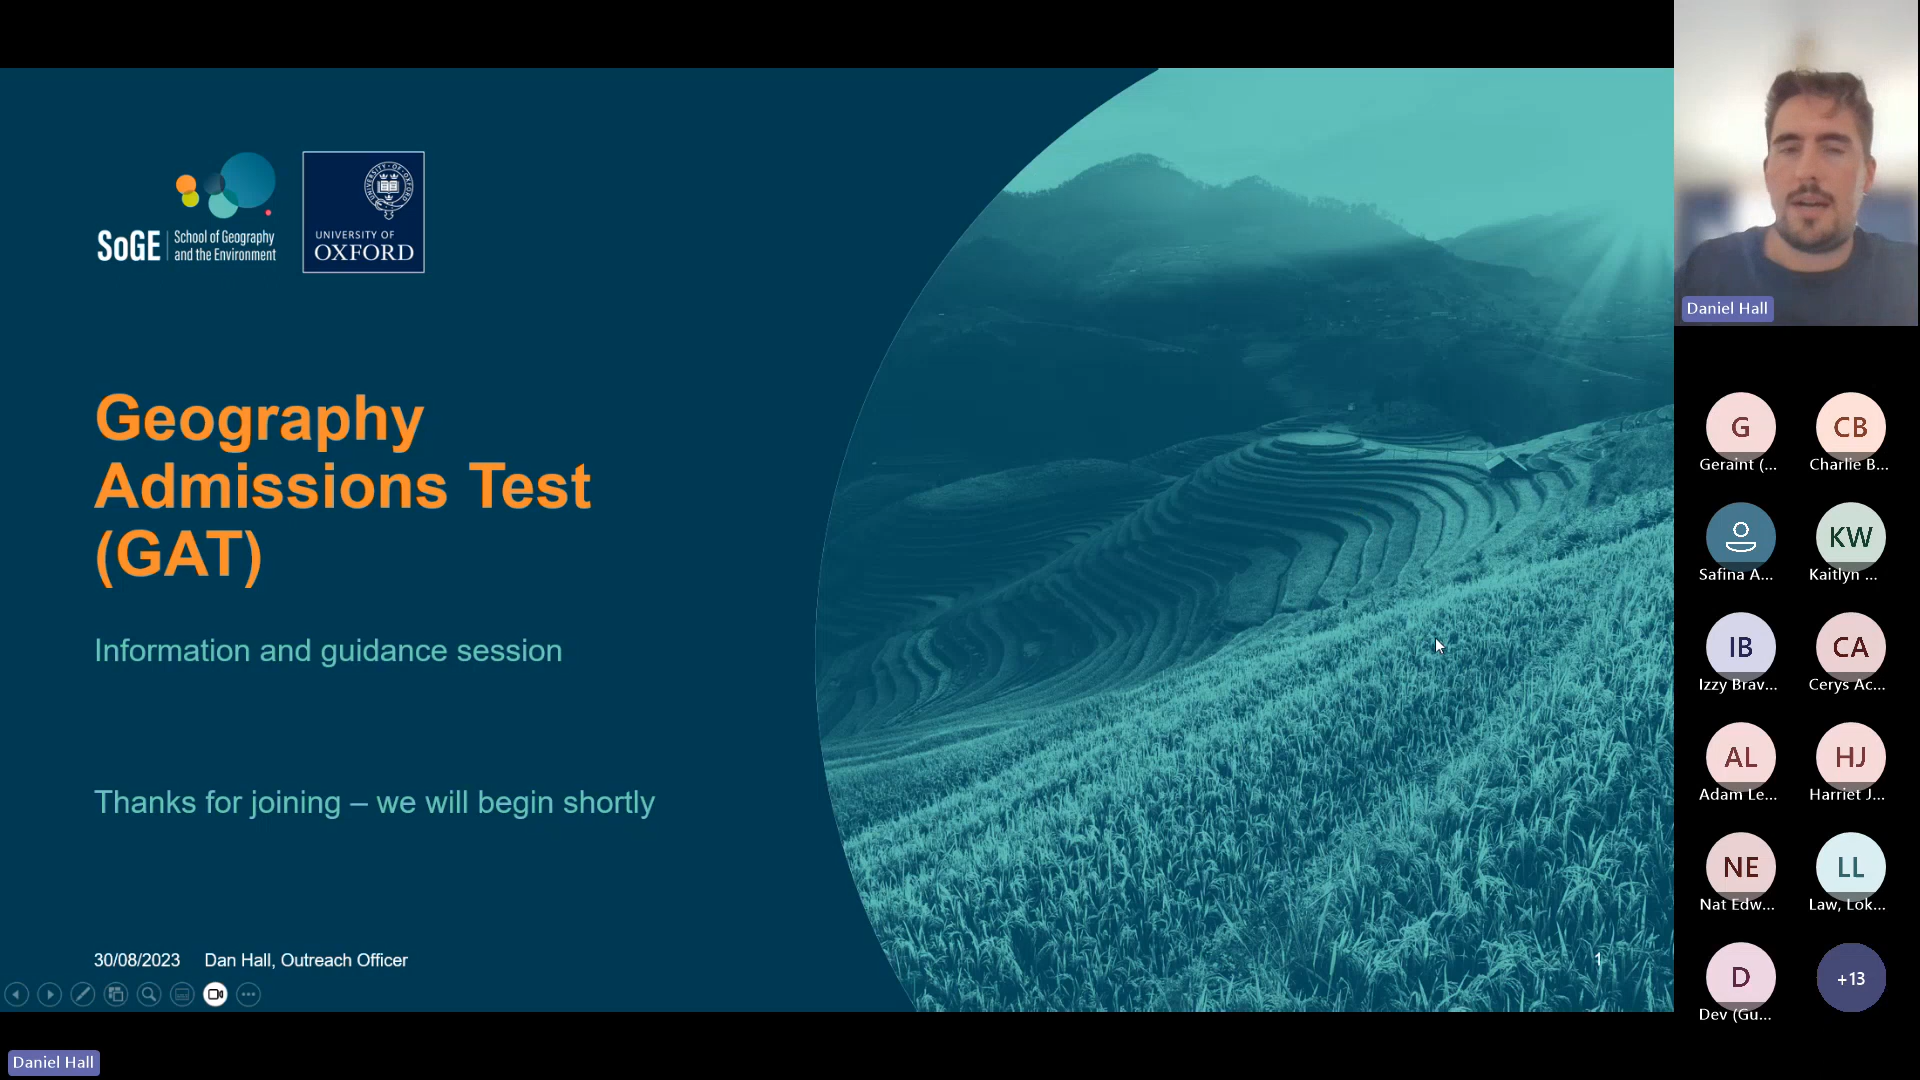 SoGE
School of Geography
and the Environment
UNIVERSITY OF
OXFORD
Geography
Admissions Test
(GAT)
Information and guidance session
Thanks for joining – we will begin shortly
30/08/2023 Dan Hall, Outreach Officer
1
Daniel Hall
Daniel Hall
G
Geraint (...
CB
Charlie B...
Safina A...
KW
Kaitlyn ...
IB
Izzy Brav...
CA
Cerys Ac...
AL
Adam Le...
HJ
Harriet J...
NE
Nat Edw...
LL
Law, Lok...
D
Dev (Gu...
+13